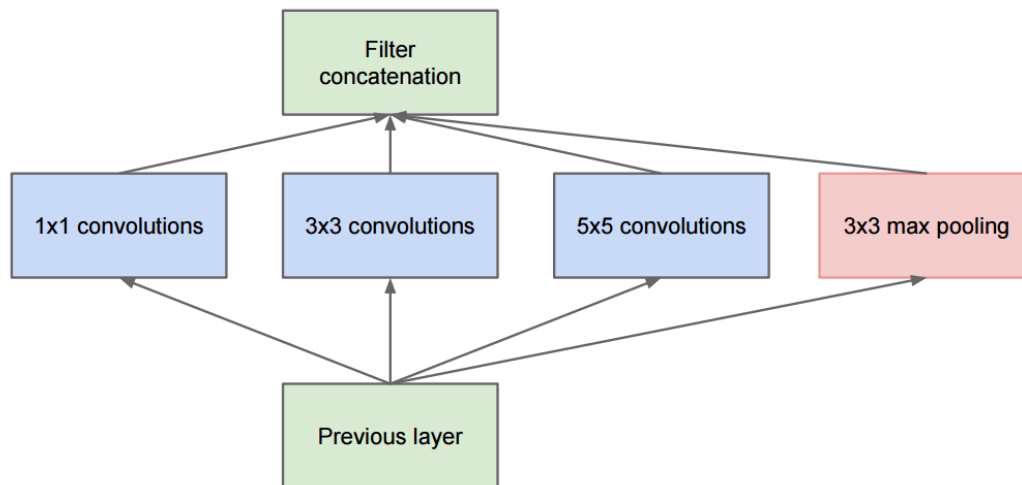 Filter
concatenation
1x1 convolutions
3x3 convolutions
5x5 convolutions
3x3 max pooling
Previous layer